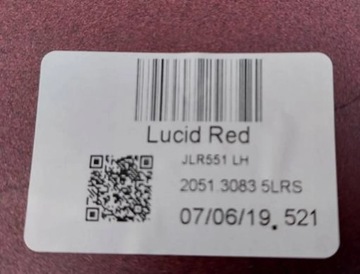 Lucid Red
JLR551 LH
2051.3083 5LRS
07/06/19. 521